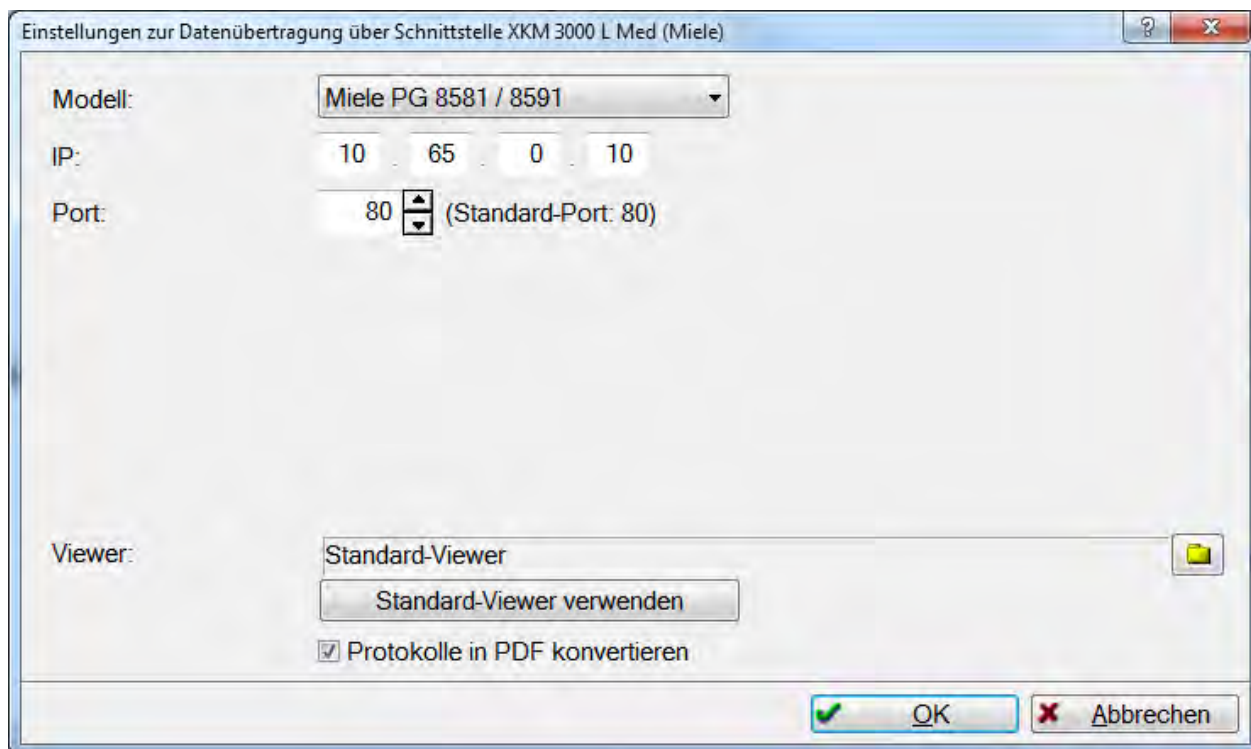 Einstellungen zur Datenübertragung über Schnittstelle XKM 3000 L Med (Miele)
Modell: Miele PG 8581 / 8591
IP: 10 . 65 . 0 . 10
Port: 80 (Standard-Port: 80)
Viewer: Standard-Viewer
Standard-Viewer verwenden
Protokolle in PDF konvertieren
OK Abbrechen